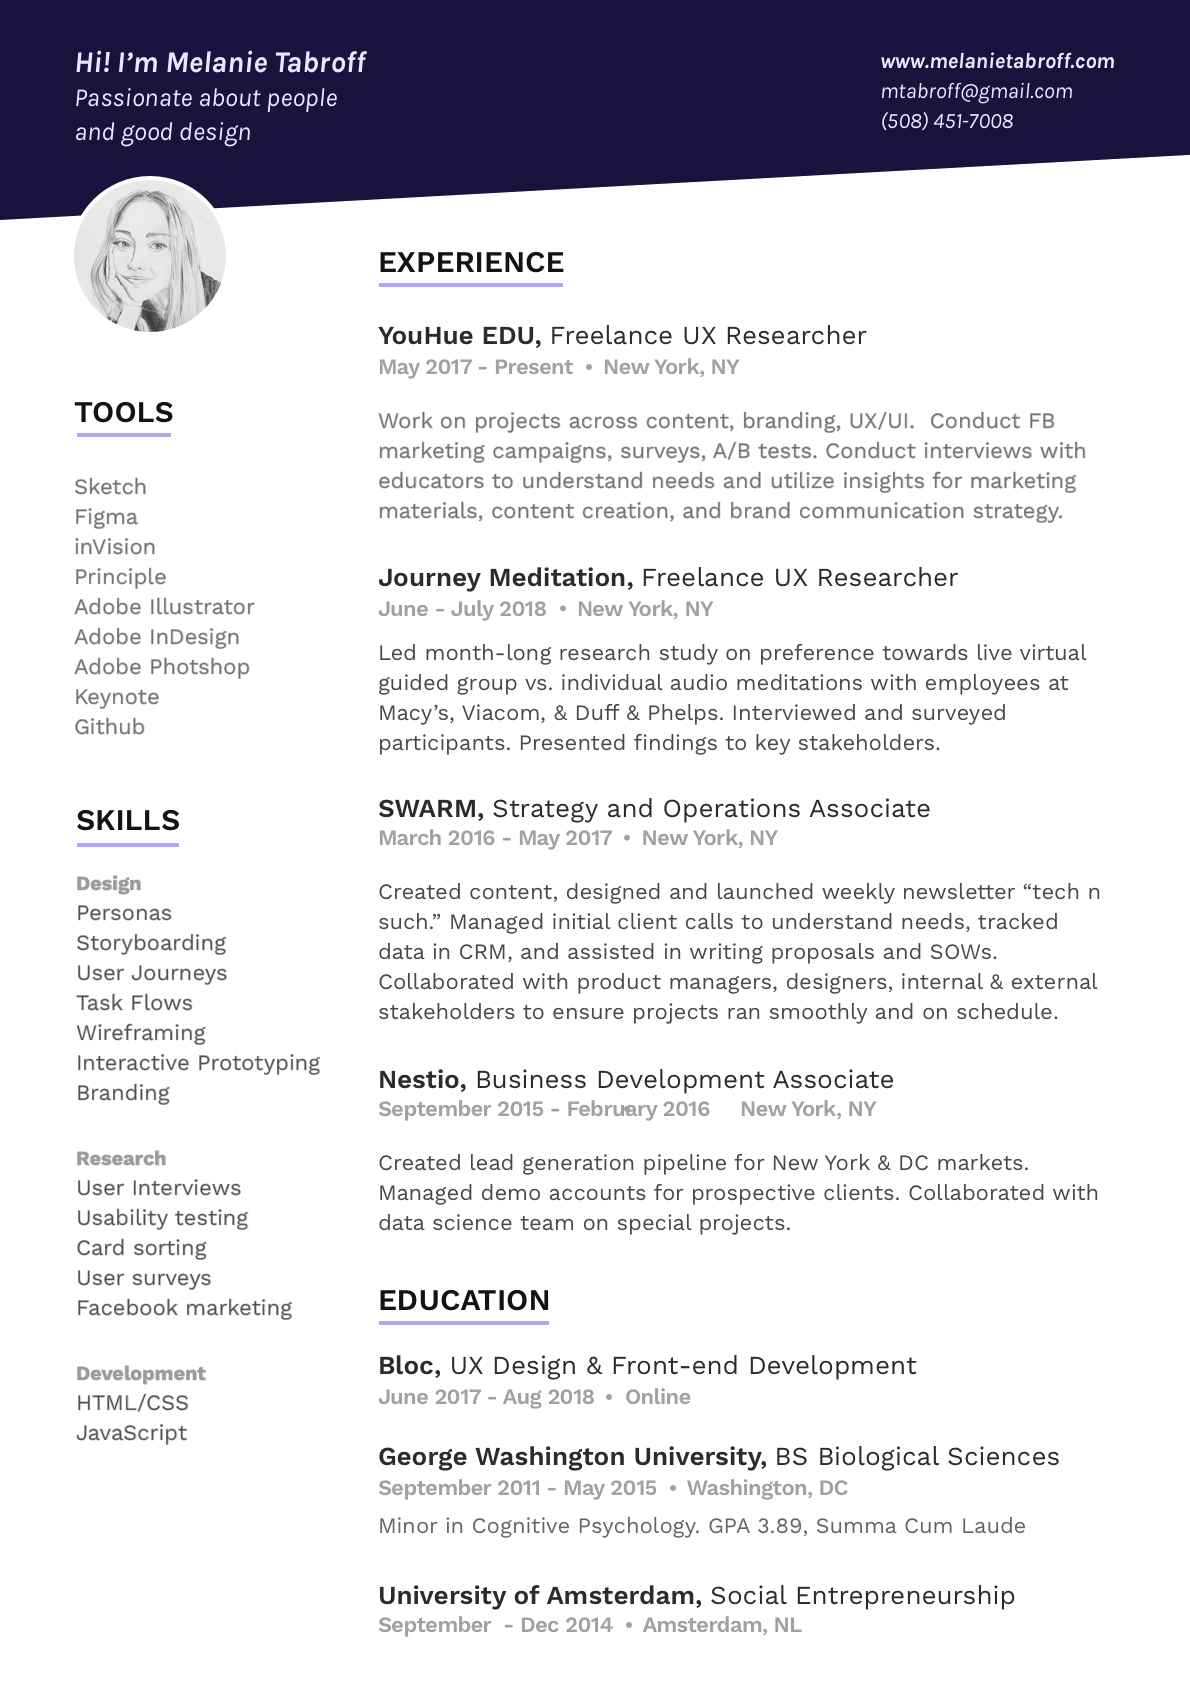 Hi! I’m Melanie Tabroff
Passionate about people
and good design
www.melanietabroff.com
mtabroff@gmail.com
(508) 451-7008
TOOLS
Sketch
Figma
inVision
Principle
Adobe Illustrator
Adobe InDesign
Adobe Photshop
Keynote
Github
SKILLS
Design
Personas
Storyboarding
User Journeys
Task Flows
Wireframing
Interactive Prototyping
Branding
Research
User Interviews
Usability testing
Card sorting
User surveys
Facebook marketing
Development
HTML/CSS
JavaScript
EXPERIENCE
YouHue EDU, Freelance UX Researcher
May 2017 - Present • New York, NY
Work on projects across content, branding, UX/UI. Conduct FB
marketing campaigns, surveys, A/B tests. Conduct interviews with
educators to understand needs and utilize insights for marketing
materials, content creation, and brand communication strategy.
Journey Meditation, Freelance UX Researcher
June - July 2018 • New York, NY
Led month-long research study on preference towards live virtual
guided group vs. individual audio meditations with employees at
Macy’s, Viacom, & Duff & Phelps. Interviewed and surveyed
participants. Presented findings to key stakeholders.
SWARM, Strategy and Operations Associate
March 2016 - May 2017 • New York, NY
Created content, designed and launched weekly newsletter “tech n
such.” Managed initial client calls to understand needs, tracked
data in CRM, and assisted in writing proposals and SOWs.
Collaborated with product managers, designers, internal & external
stakeholders to ensure projects ran smoothly and on schedule.
Nestio, Business Development Associate
September 2015 - February 2016 New York, NY
Created lead generation pipeline for New York & DC markets.
Managed demo accounts for prospective clients. Collaborated with
data science team on special projects.
EDUCATION
Bloc, UX Design & Front-end Development
June 2017 - Aug 2018 • Online
George Washington University, BS Biological Sciences
September 2011 - May 2015 • Washington, DC
Minor in Cognitive Psychology. GPA 3.89, Summa Cum Laude
University of Amsterdam, Social Entrepreneurship
September - Dec 2014 • Amsterdam, NL